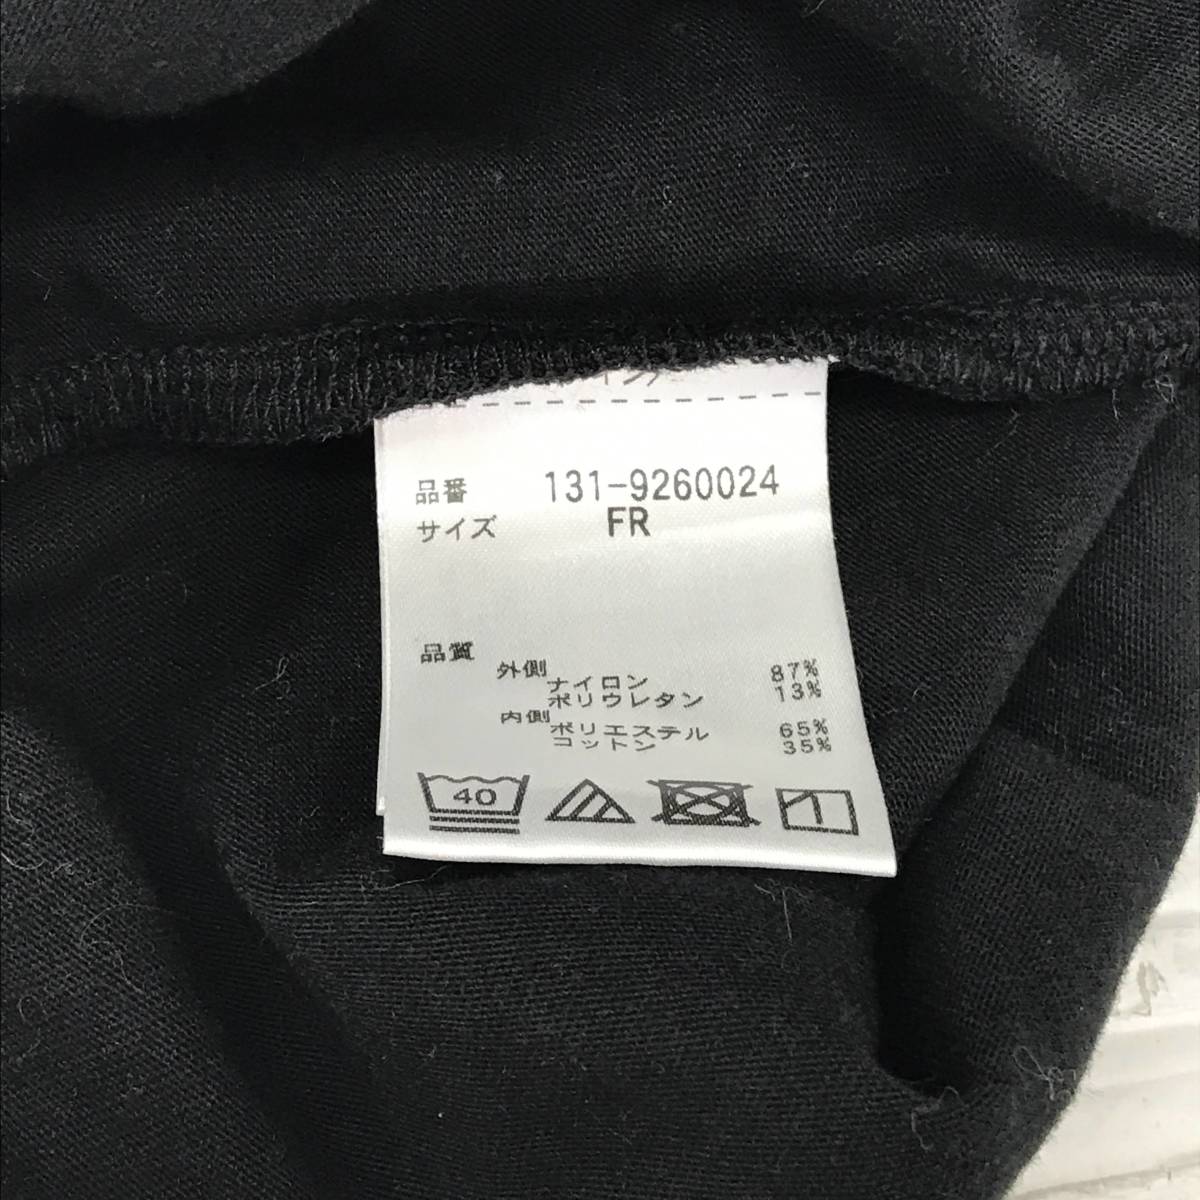 品番 131-9260024
サイズ FR
品質
外側
ナイロン 87%
ポリウレタン 13%
内側
ポリエステル 65%
コットン 35%
40
1